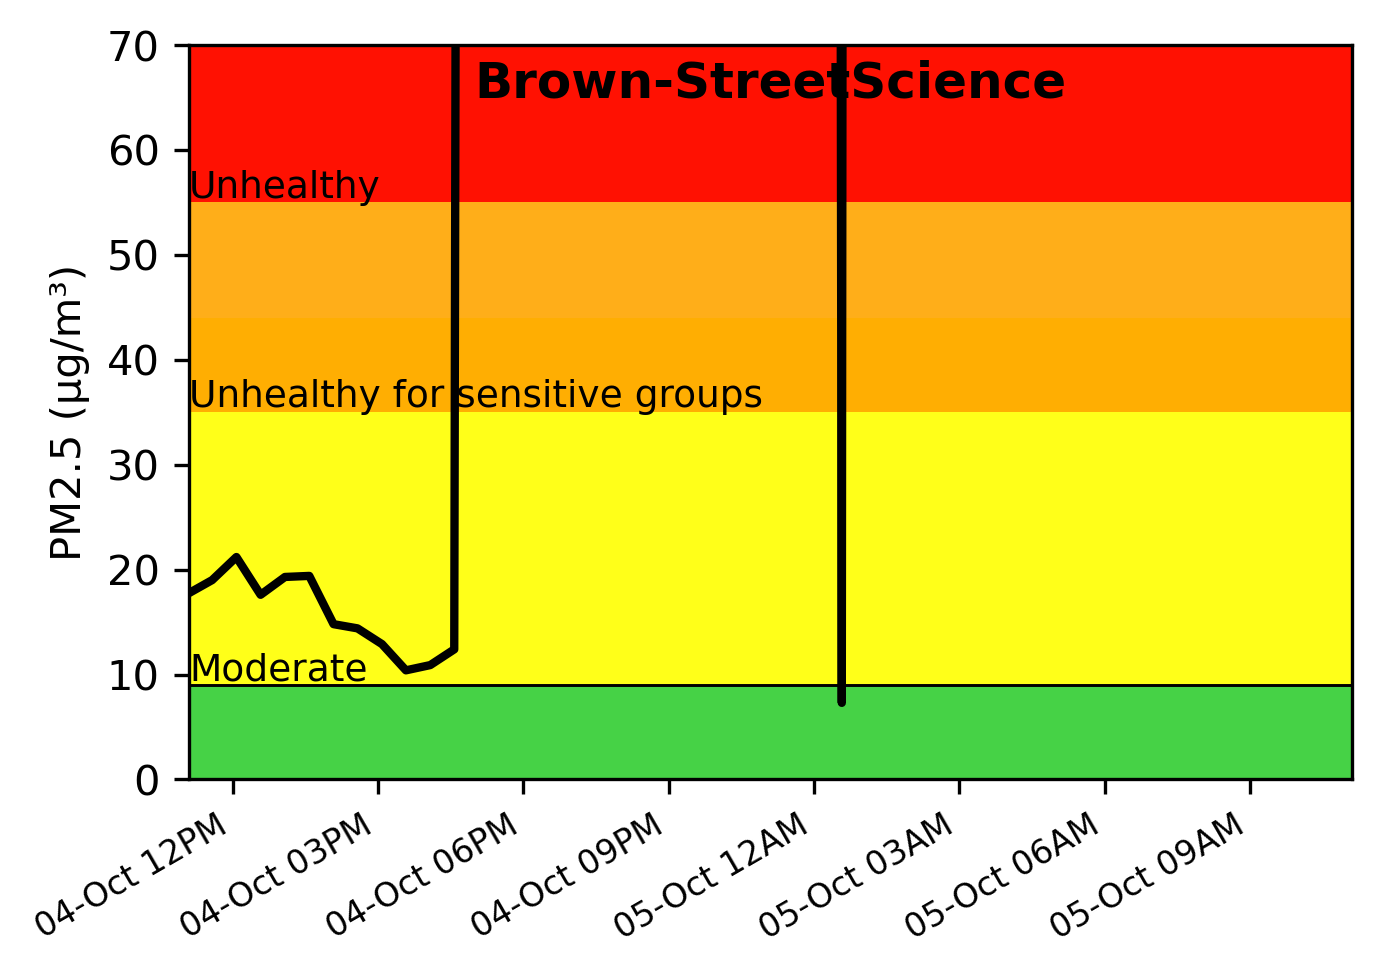 Brown-StreetScience
PM2.5 (µg/m³)
70
60
50
40
30
20
10
0
Unhealthy
Unhealthy for sensitive groups
Moderate
04-Oct 12PM
04-Oct 03PM
04-Oct 06PM
04-Oct 09PM
05-Oct 12AM
05-Oct 03AM
05-Oct 06AM
05-Oct 09AM